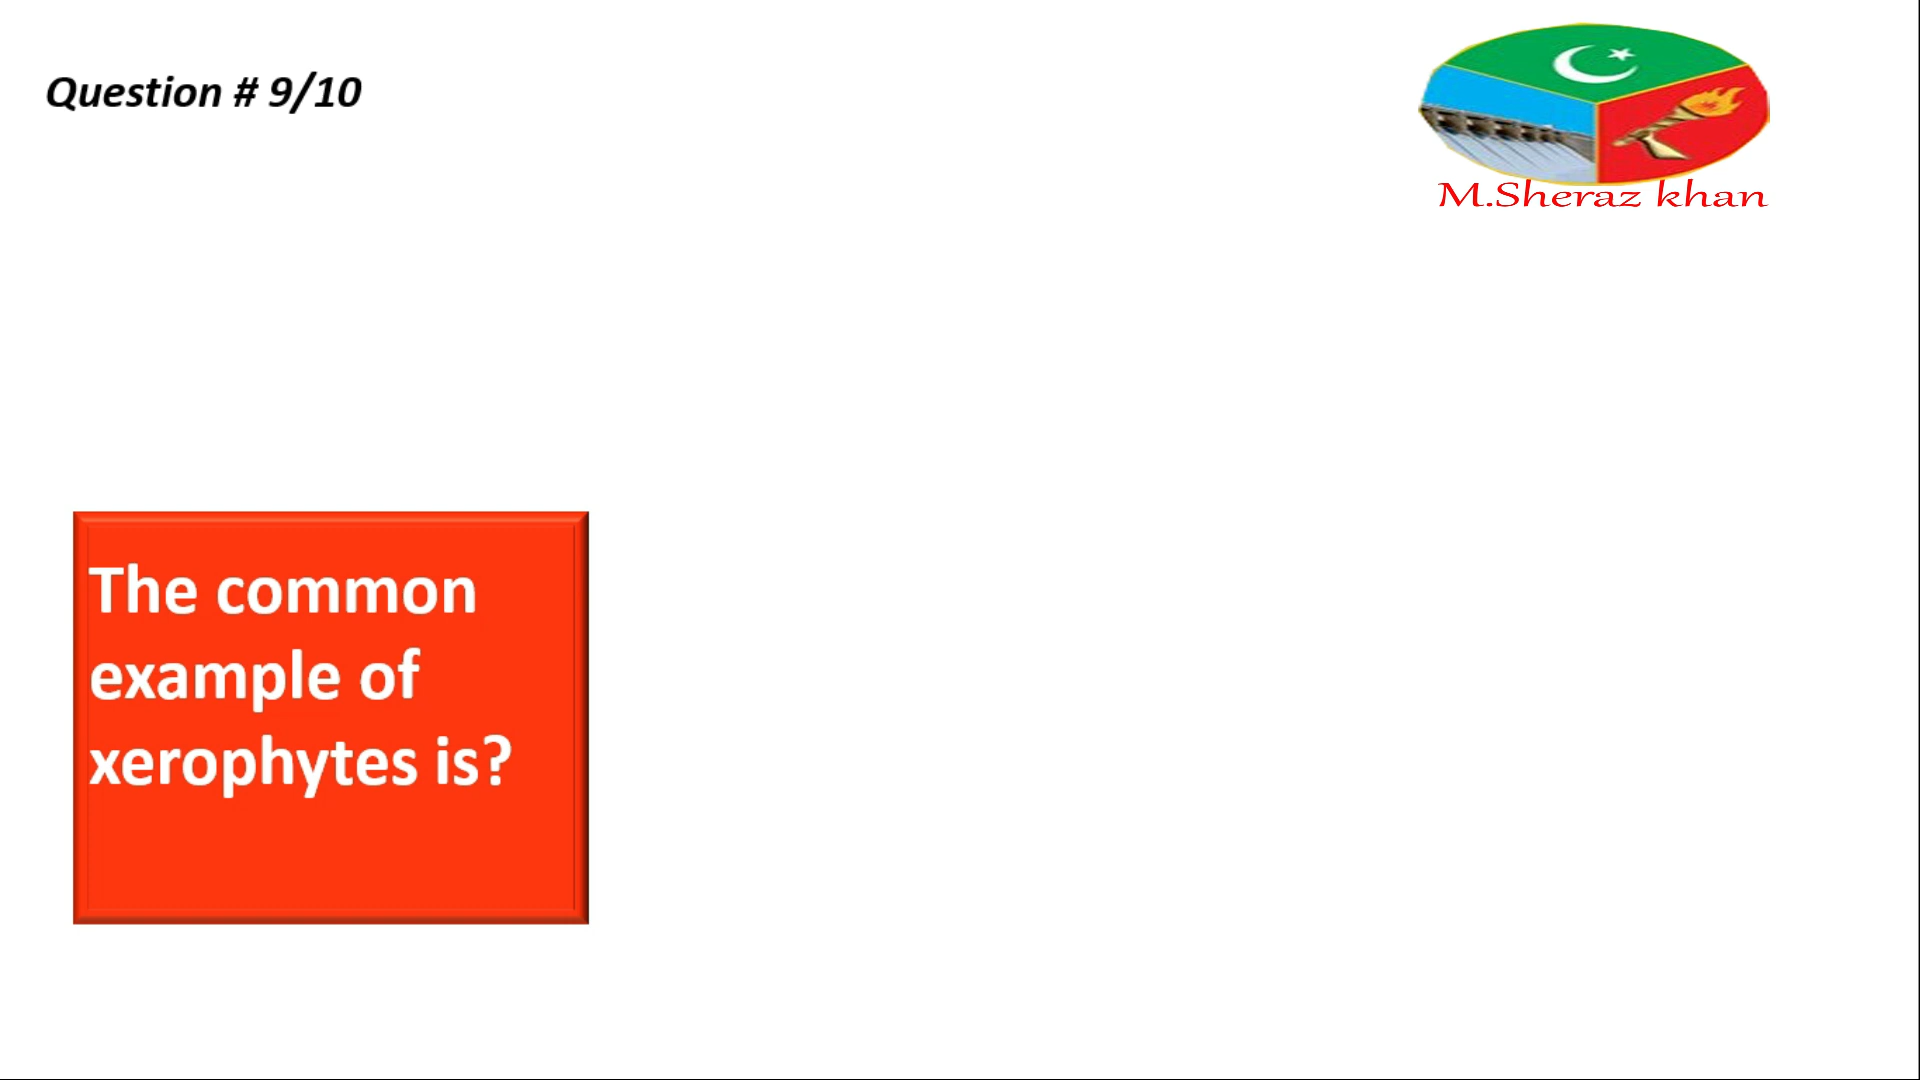 Question # 9/10
M.Sheraz khan
The common
example of
xerophytes is?